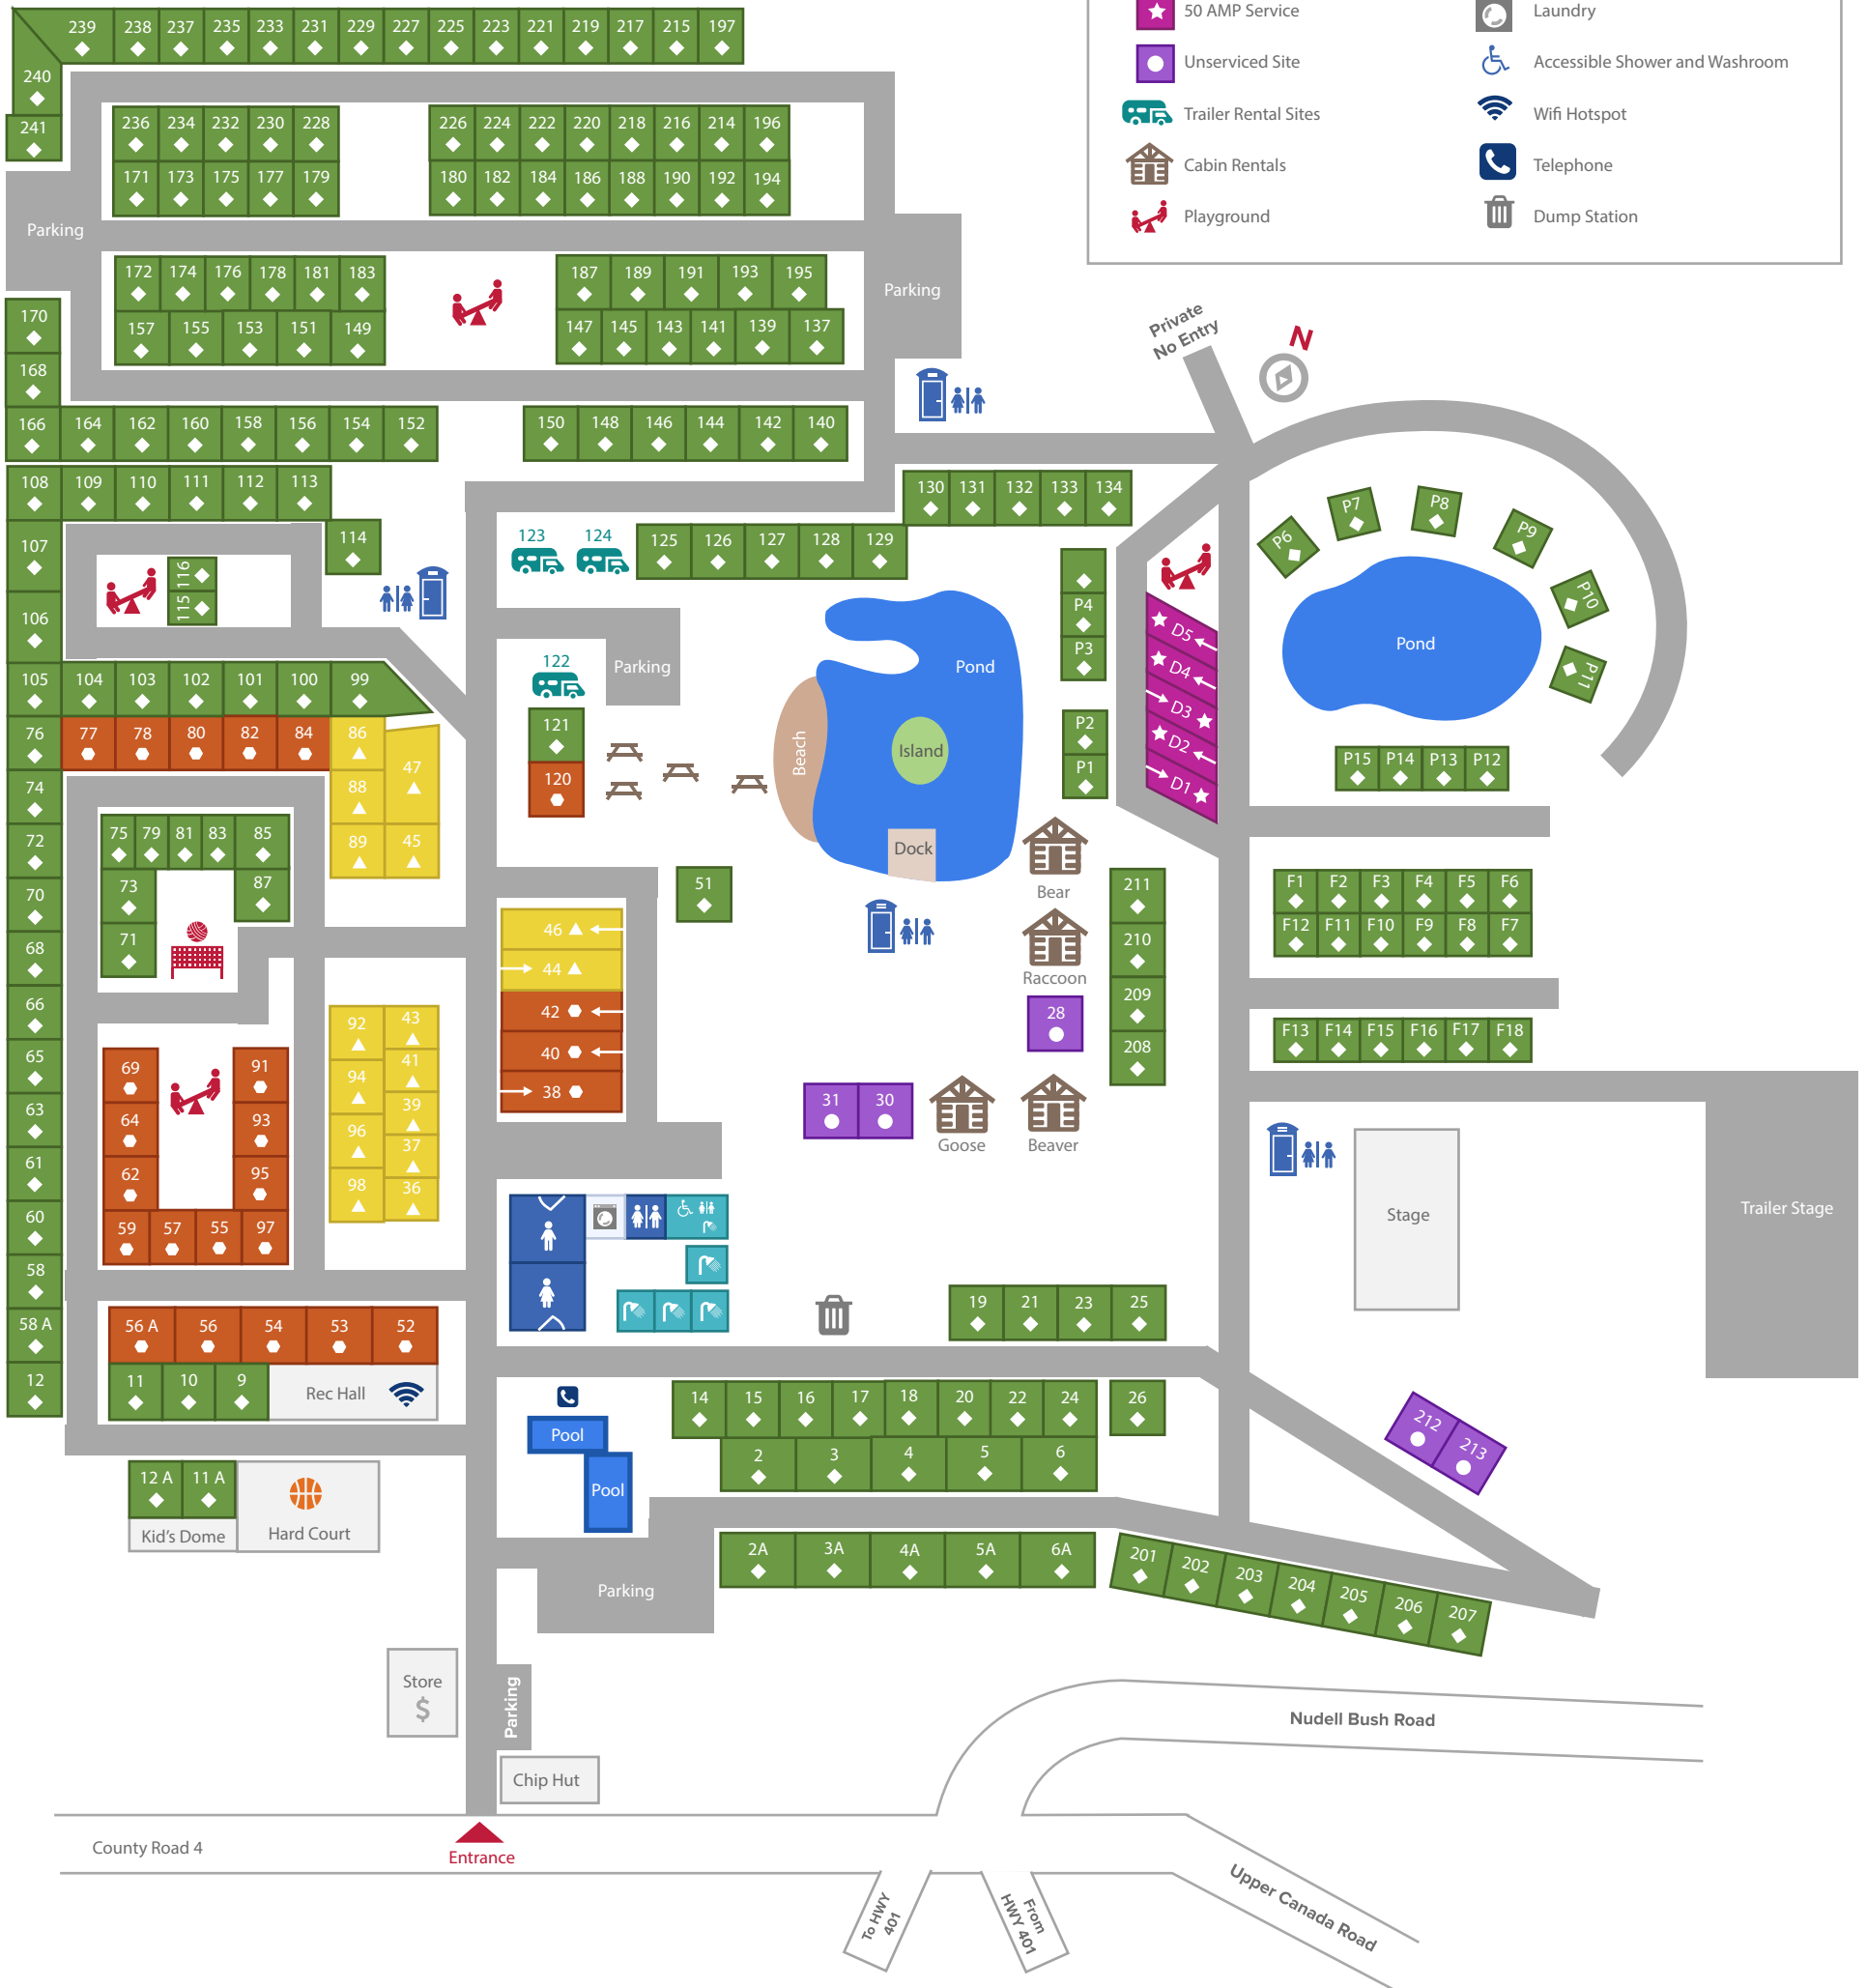 50 AMP Service
Laundry
Unserviced Site
Accessible Shower and Washroom
Trailer Rental Sites
Wifi Hotspot
Cabin Rentals
Telephone
Playground
Dump Station
239 238 237 235 233 231 229 227 225 223 221 219 217 215 197
240
241
236 234 232 230 228
226 224 222 220 218 216 214 196
171 173 175 177 179
180 182 184 186 188 190 192 194
Parking
172 174 176 178 181 183
187 189 191 193 195
Parking
157 155 153 151 149
147 145 143 141 139 137
170
168
166 164 162 160 158 156 154 152
150 148 146 144 142 140
Private
No Entry
N
108 109 110 111 112 113
130 131 132 133 134
107
114
116
115
123 124
125 126 127 128 129
P6 P7 P8 P9 P10 P11
Pond
106
P4
P3
D5
D4
D3
D2
D1
122
Parking
Pond
105 104 103 102 101 100 99
76 77 78 80 82 84 86
47
121
120
Beach
Island
Dock
P2
P1
P15 P14 P13 P12
74
88
72
75 79 81 83 85
89 45
70
73
87
68
71
51
Bear
211
F1 F2 F3 F4 F5 F6
F12 F11 F10 F9 F8 F7
46
44
42
40
38
Raccoon
210
28
209
208
66
92 43
F13 F14 F15 F16 F17 F18
65
69
91
94 41
63
64
93
96 39
37
31 30
Goose
Beaver
61
62
95
98 36
60
59 57 55 97
Stage
Trailer Stage
58
58 A
56 A 56 54 53 52
19 21 23 25
12
11 10 9
Rec Hall
14 15 16 17 18 20 22 24 26
212 213
Pool
2 3 4 5 6
Pool
12 A 11 A
Kid's Dome
Hard Court
2A 3A 4A 5A 6A
201 202 203 204 205 206 207
Parking
Store
$
Parking
Chip Hut
Nudell Bush Road
County Road 4
Entrance
To HWY
401
From
HWY 401
Upper Canada Road